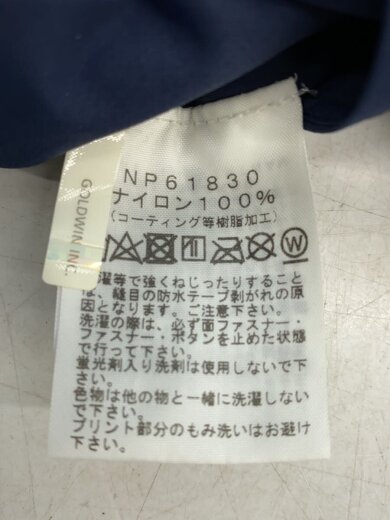 NP61830
ナイロン100%
(コーティング等樹脂加工)
GOLDWIN INC.
W
濯等で強くねじったりすること
は、縫目の防水テープ剥がれの原
因となります。ご注意下さい。
洗濯の際は、必ず面ファスナー・
ファスナー・ボタンを止めた状態
で行って下さい。
蛍光剤入り洗剤は使用しないで下
さい。
色物は他の物と一緒に洗濯しない
で下さい。
プリント部分のもみ洗いはお避け
下さい。